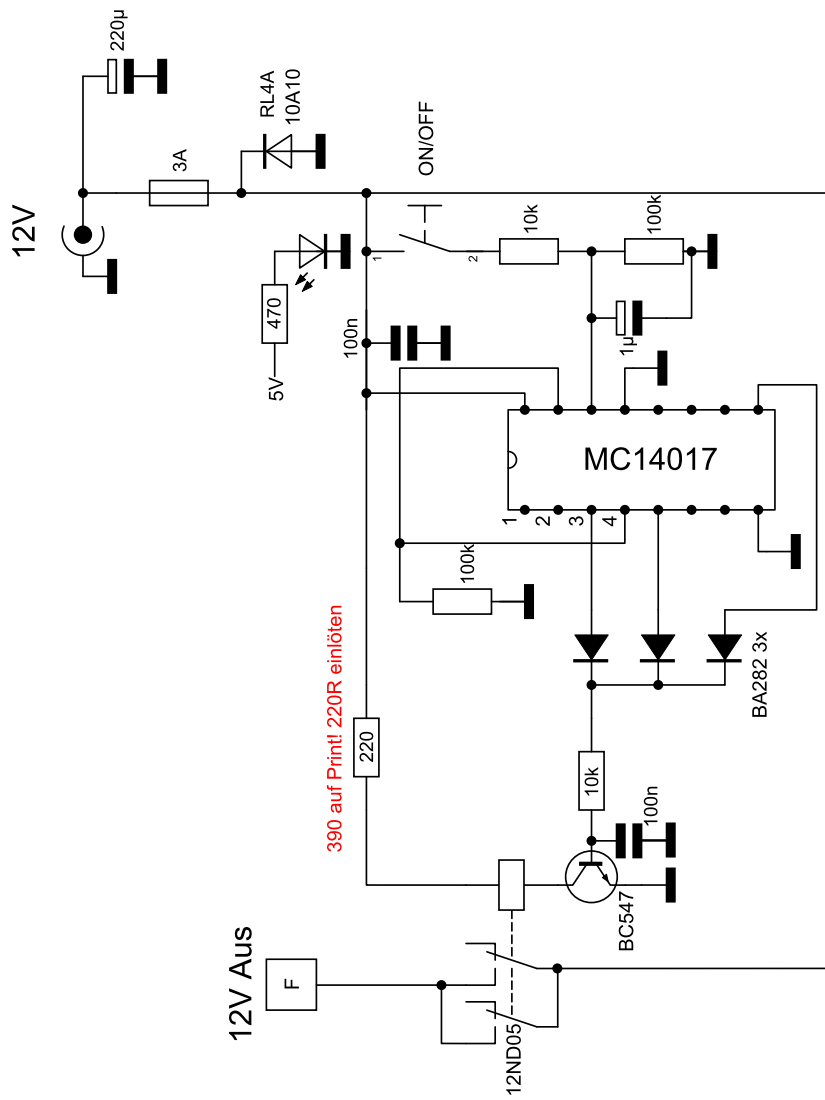 12V
220µ
3A
RL4A
10A10
ON/OFF
470
5V
100n
1
2
10k
100k
1µ
MC14017
1
2
3
4
100k
390 auf Print! 220R einlöten
220
BA282 3x
10k
100n
BC547
12V Aus
F
12ND05